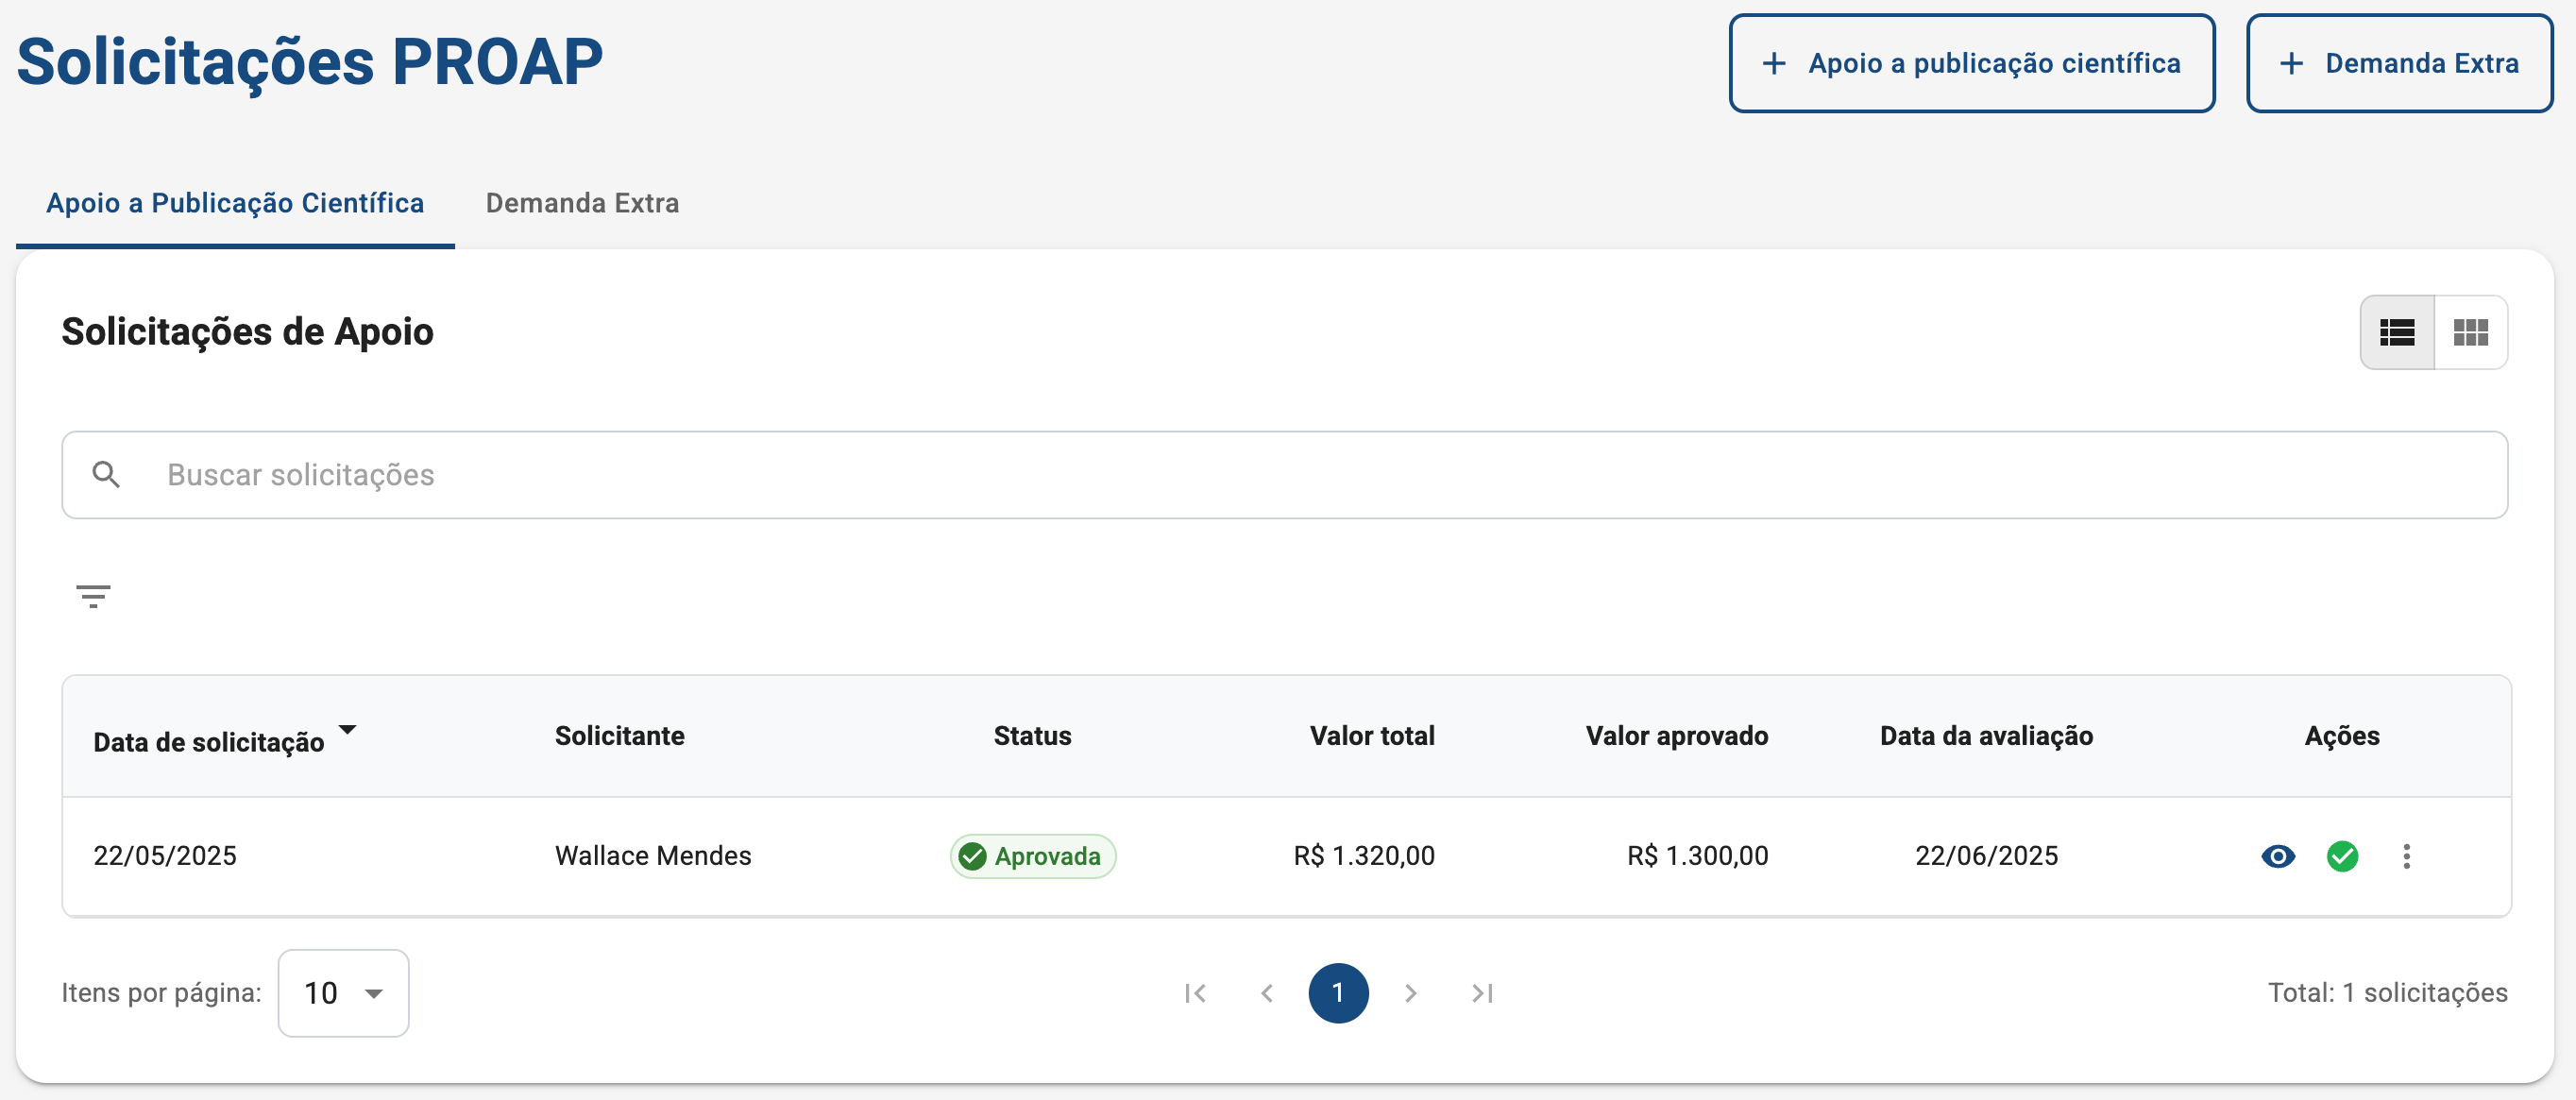 Solicitações PROAP
+ Apoio a publicação científica
+ Demanda Extra
Apoio a Publicação Científica
Demanda Extra
Solicitações de Apoio
Buscar solicitações
Data de solicitação Solicitante Status Valor total Valor aprovado Data da avaliação Ações
22/05/2025 Wallace Mendes Aprovada R$ 1.320,00 R$ 1.300,00 22/06/2025
Itens por página: 10 1 Total: 1 solicitações